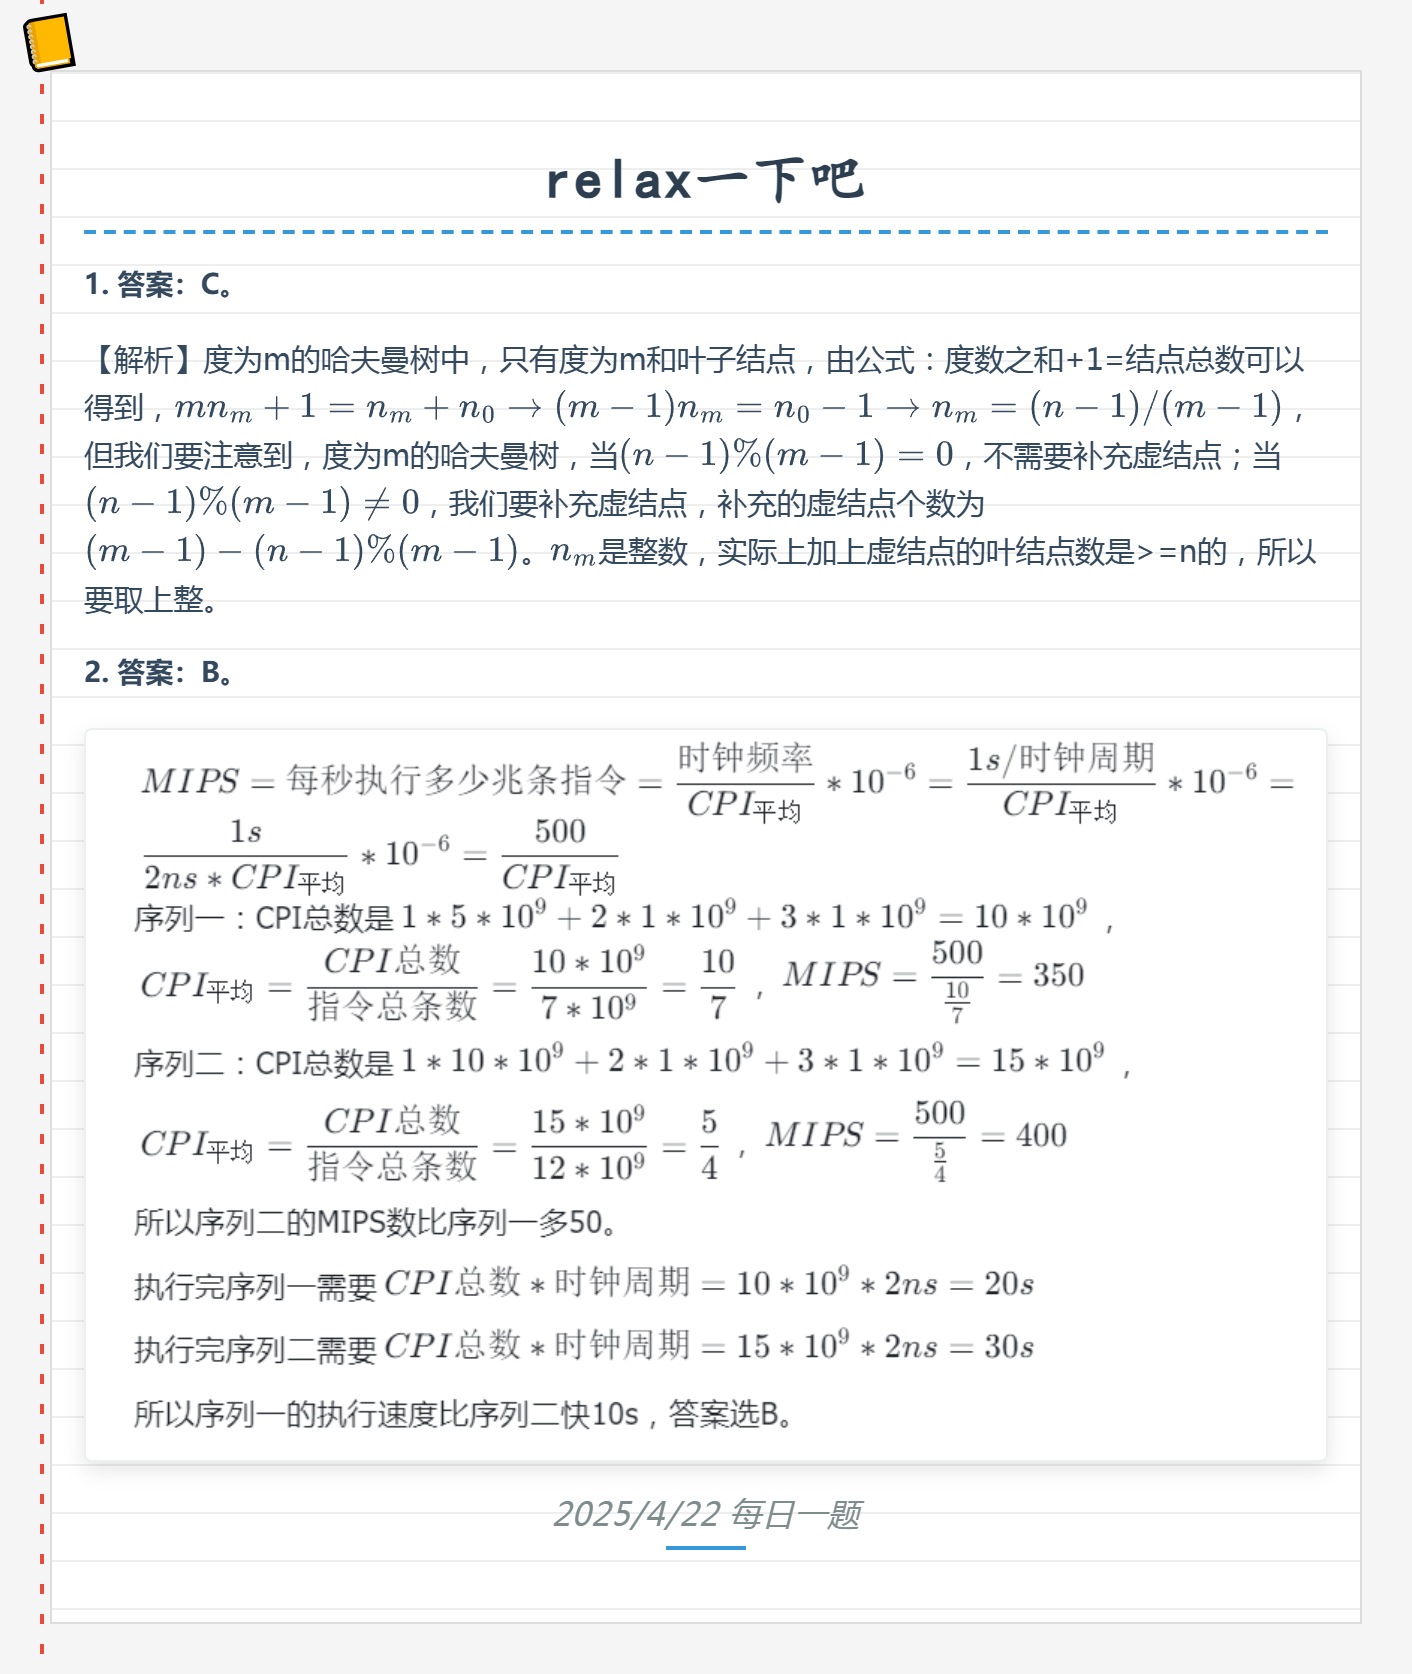 relax一下吧
1. 答案：C。
【解析】度为m的哈夫曼树中，只有度为m和叶子结点，由公式：度数之和+1=结点总数可以
得到，$mn_m + 1 = n_m + n_0 \to (m-1)n_m = n_0 - 1 \to n_m = (n-1)/(m-1)$，
但我们要注意到，度为m的哈夫曼树，当$(n-1)\%(m-1) = 0$，不需要补充虚结点；当
$(n-1)\%(m-1) \neq 0$，我们要补充虚结点，补充的虚结点个数为
$(m-1)-(n-1)\%(m-1)$。$n_m$是整数，实际上加上虚结点的叶结点数是>=n的，所以
要取上整。
2. 答案：B。
$MIPS = 每秒执行多少兆条指令 = \frac{时钟频率}{CPI_{平均}} * 10^{-6} = \frac{1s/时钟周期}{CPI_{平均}} * 10^{-6} =$
$\frac{1s}{2ns * CPI_{平均}} * 10^{-6} = \frac{500}{CPI_{平均}}$
序列一：CPI总数是 $1 * 5 * 10^9 + 2 * 1 * 10^9 + 3 * 1 * 10^9 = 10 * 10^9$，
$CPI_{平均} = \frac{CPI总数}{指令总条数} = \frac{10 * 10^9}{7 * 10^9} = \frac{10}{7}$，$MIPS = \frac{500}{\frac{10}{7}} = 350$
序列二：CPI总数是 $1 * 10 * 10^9 + 2 * 1 * 10^9 + 3 * 1 * 10^9 = 15 * 10^9$，
$CPI_{平均} = \frac{CPI总数}{指令总条数} = \frac{15 * 10^9}{12 * 10^9} = \frac{5}{4}$，$MIPS = \frac{500}{\frac{5}{4}} = 400$
所以序列二的MIPS数比序列一多50。
执行完序列一需要 $CPI总数 * 时钟周期 = 10 * 10^9 * 2ns = 20s$
执行完序列二需要 $CPI总数 * 时钟周期 = 15 * 10^9 * 2ns = 30s$
所以序列一的执行速度比序列二快10s，答案选B。
2025/4/22 每日一题